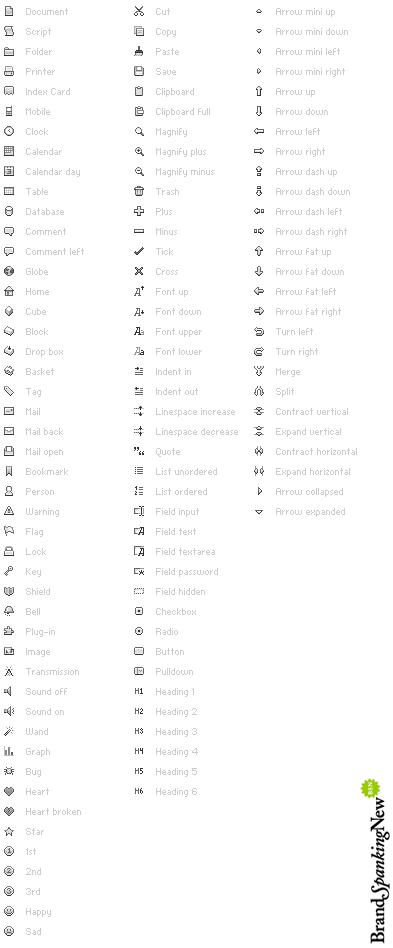 Document
Script
Folder
Printer
Index Card
Mobile
Clock
Calendar
Calendar day
Table
Database
Comment
Comment left
Globe
Home
Cube
Block
Drop box
Basket
Tag
Mail
Mail back
Mail open
Bookmark
Person
Warning
Flag
Lock
Key
Shield
Bell
Plug-in
Image
Transmission
Sound off
Sound on
Wand
Graph
Bug
Heart
Heart broken
Star
1st
2nd
3rd
Happy
Sad
Cut
Copy
Paste
Save
Clipboard
Clipboard full
Magnify
Magnify plus
Magnify minus
Trash
Plus
Minus
Tick
Cross
Font up
Font down
Font upper
Font lower
Indent in
Indent out
Linespace increase
Linespace decrease
Quote
List unordered
List ordered
Field input
Field text
Field textarea
Field password
Field hidden
Checkbox
Radio
Button
Pulldown
H1 Heading 1
H2 Heading 2
H3 Heading 3
H4 Heading 4
H5 Heading 5
H6 Heading 6
Arrow mini up
Arrow mini down
Arrow mini left
Arrow mini right
Arrow up
Arrow down
Arrow left
Arrow right
Arrow dash up
Arrow dash down
Arrow dash left
Arrow dash right
Arrow fat up
Arrow fat down
Arrow fat left
Arrow fat right
Turn left
Turn right
Merge
Split
Contract vertical
Expand vertical
Contract horizontal
Expand horizontal
Arrow collapsed
Arrow expanded
BrandSpankingNew